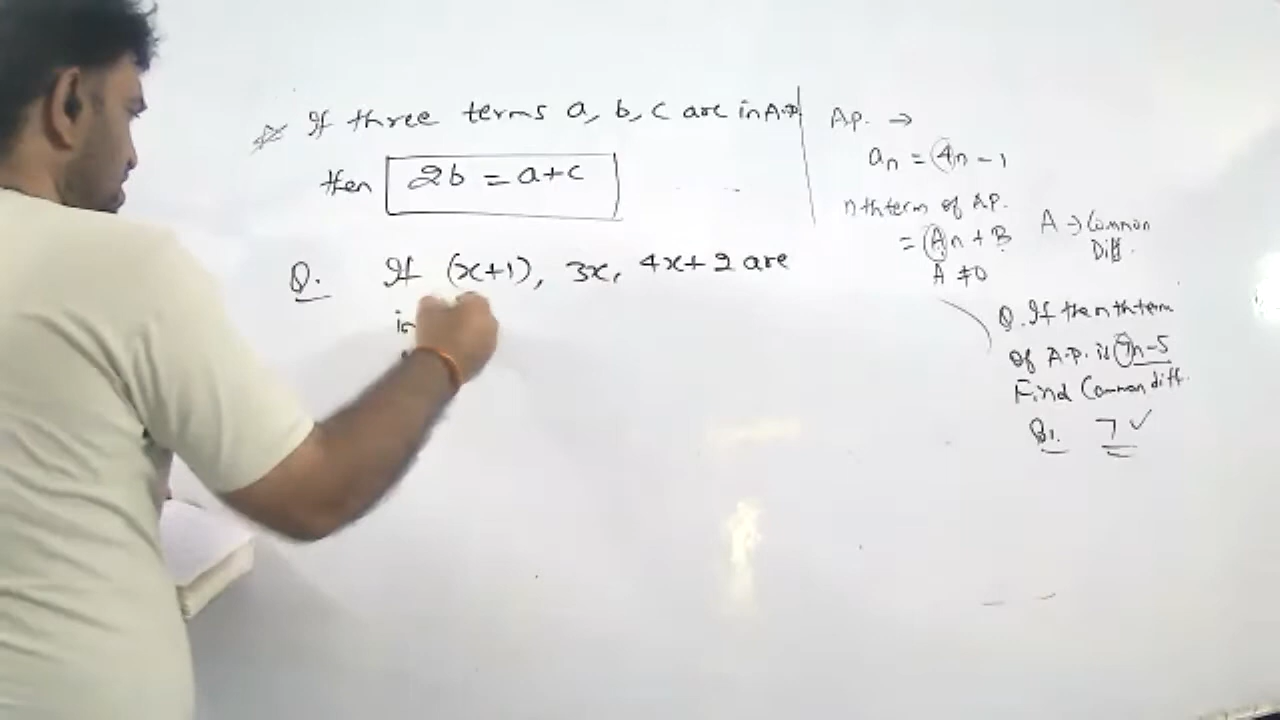 If three terms a, b, c are in A.P
then 2b = a+c
Q. If (x+1), 3x, 4x+2 are
in
A.P. →
an = 4n - 1
nth term of A.P.
= An + B
A ≠ 0
A → Common
Diff.
Q. If the nth term
of A.P. is 7n-5
Find Common diff.
7 ✓